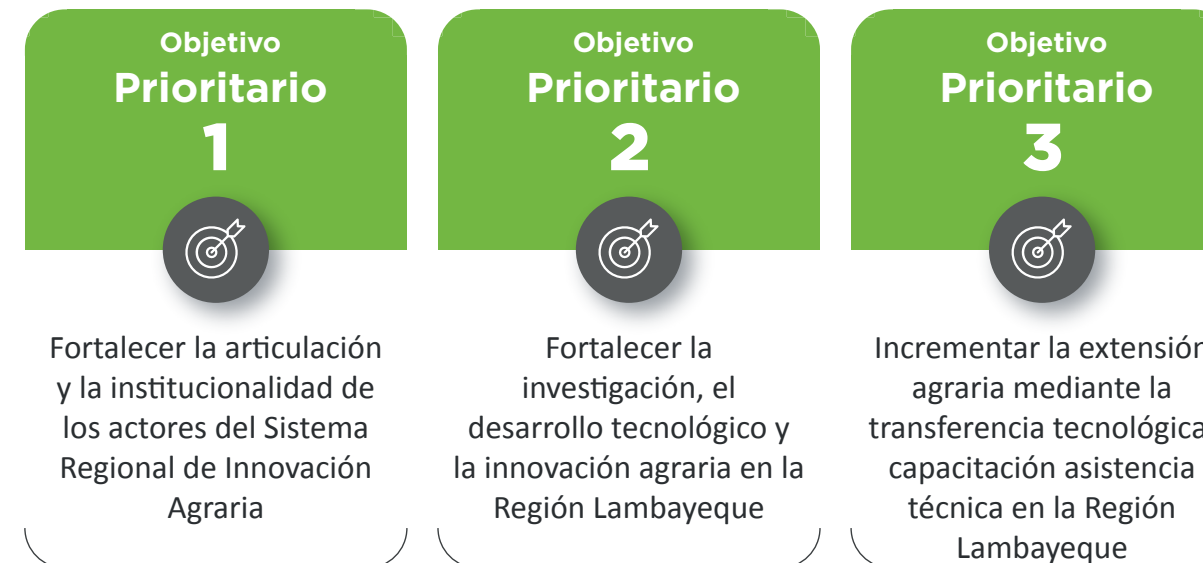 Objetivo
Prioritario
1
Fortalecer la articulación
y la institucionalidad de
los actores del Sistema
Regional de Innovación
Agraria
Objetivo
Prioritario
2
Fortalecer la
investigación, el
desarrollo tecnológico y
la innovación agraria en la
Región Lambayeque
Objetivo
Prioritario
3
Incrementar la extensión
agraria mediante la
transferencia tecnológica
capacitación asistencia
técnica en la Región
Lambayeque